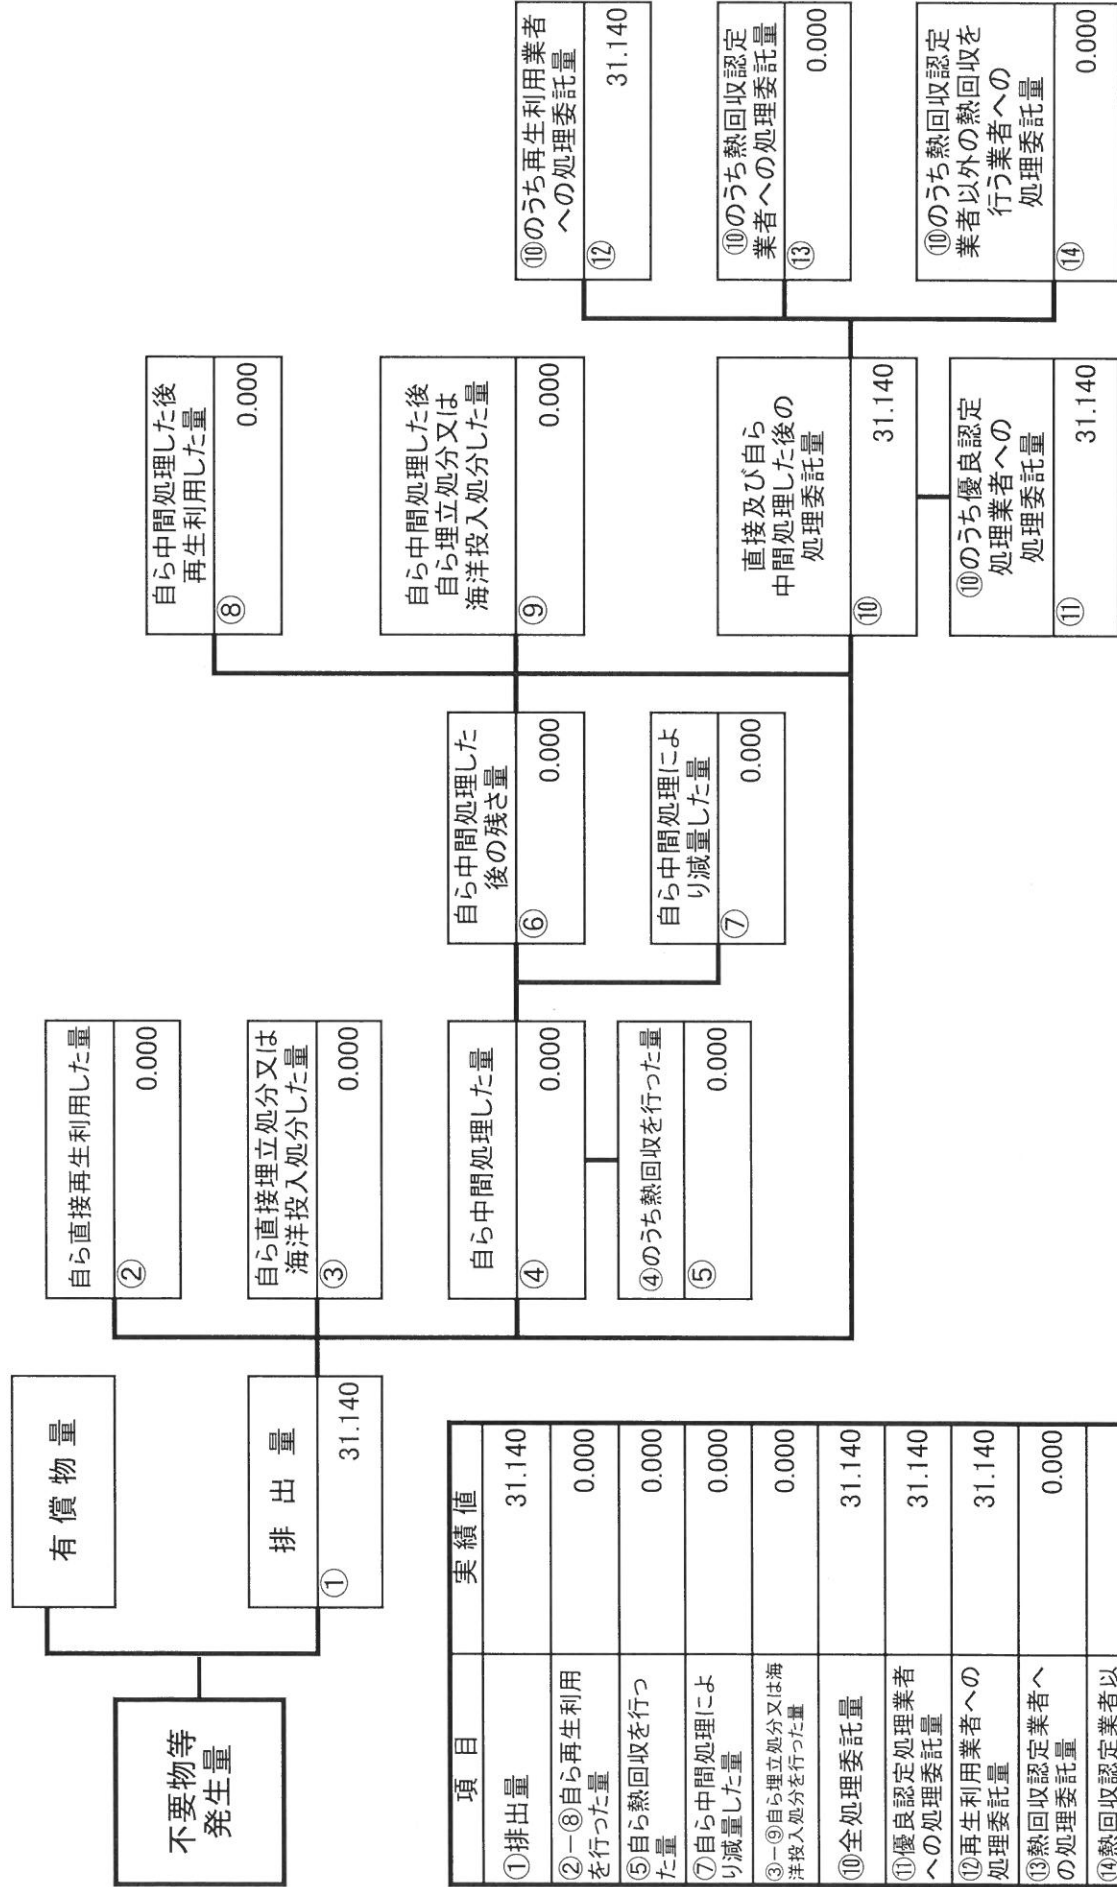 不要物等
発生量
有償物量
排出量
① 31.140
自ら直接再生利用した量
② 0.000
自ら直接埋立処分又は
海洋投入処分した量
③ 0.000
自ら中間処理した量
④ 0.000
④のうち熱回収を行った量
⑤ 0.000
自ら中間処理した
後の残さ量
⑥ 0.000
自ら中間処理によ
り減量した量
⑦ 0.000
自ら中間処理した後
再生利用した量
⑧ 0.000
自ら中間処理した後
自ら埋立処分又は
海洋投入処分した量
⑨ 0.000
直接及び自ら
中間処理した後の
処理委託量
⑩ 31.140
⑩のうち優良認定
処理業者への
処理委託量
⑪ 31.140
⑩のうち再生利用業者
への処理委託量
⑫ 31.140
⑩のうち熱回収認定
業者への処理委託量
⑬ 0.000
⑩のうち熱回収認定
業者以外の熱回収を
行う業者への
処理委託量
⑭ 0.000
項目 実績値
①排出量 31.140
②ー⑧自ら再生利用
を行った量 0.000
⑤自ら熱回収を行っ
た量 0.000
⑦自ら中間処理によ
り減量した量 0.000
③ー⑨自ら埋立処分又は海
洋投入処分を行った量 0.000
⑩全処理委託量 31.140
⑪優良認定処理業者
への処理委託量 31.140
⑫再生利用業者への
処理委託量 31.140
⑬熱回収認定業者へ
の処理委託量 0.000
⑭熱回収認定業者以